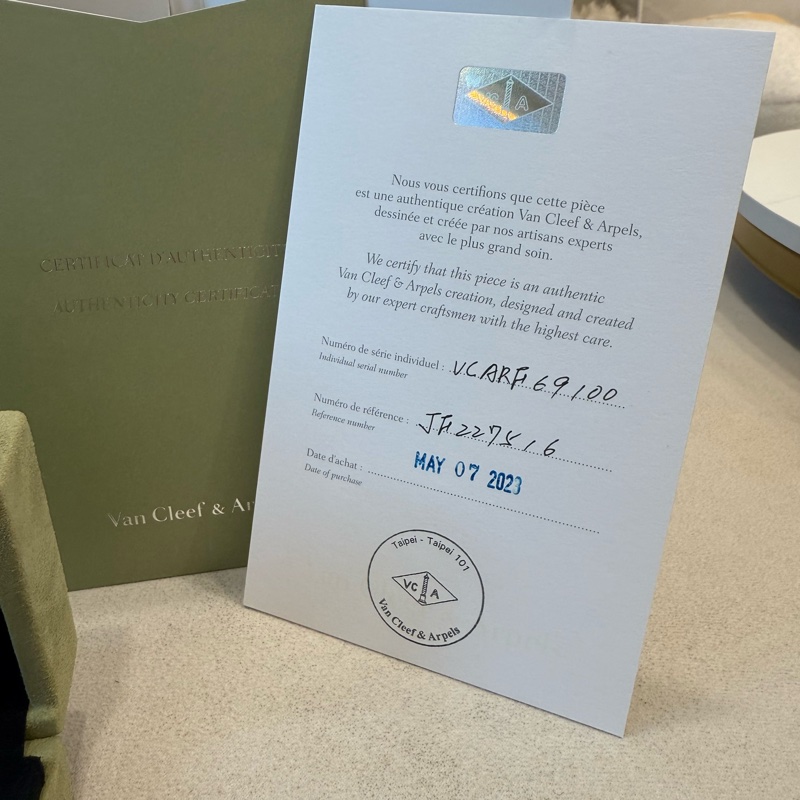 CERTIFICAT D'AUTHENTICITÉ
AUTHENTICITY CERTIFICATE
Van Cleef & Ar
VC A
Nous vous certifions que cette pièce
est une authentique création Van Cleef & Arpels,
dessinée et créée par nos artisans experts
avec le plus grand soin.
We certify that this piece is an authentic
Van Cleef & Arpels creation, designed and created
by our expert craftsmen with the highest care.
Numéro de série individuel :
Individual serial number
Numéro de référence :
Reference number
Date d'achat : MAY 07 2023
Date of purchase
Taipei - Taipei 101
VC A
Van Cleef & Arpels